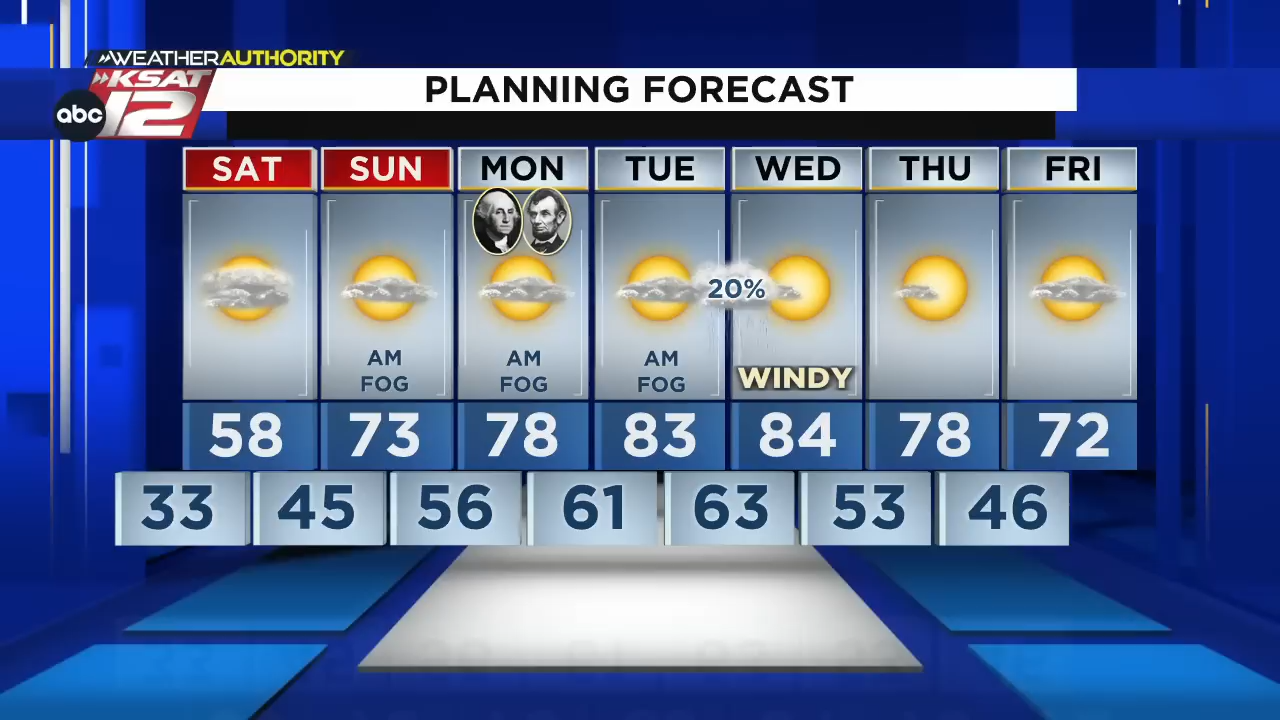 WEATHERAUTHORITY
KSAT
abc 12
PLANNING FORECAST
SAT SUN MON TUE WED THU FRI
20%
AM FOG AM FOG AM FOG WINDY
58 73 78 83 84 78 72
33 45 56 61 63 53 46